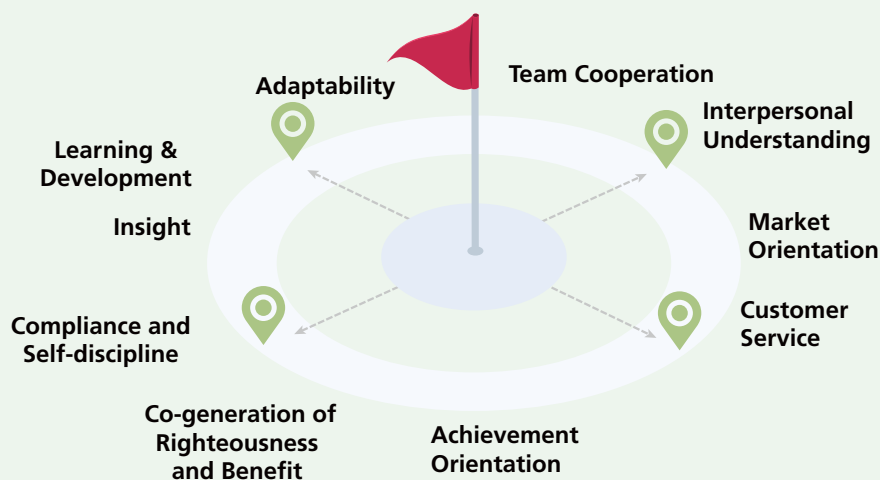 Team Cooperation
Adaptability
Interpersonal
Understanding
Learning &
Development
Insight
Market
Orientation
Customer
Service
Compliance and
Self-discipline
Co-generation of
Righteousness
and Benefit
Achievement
Orientation